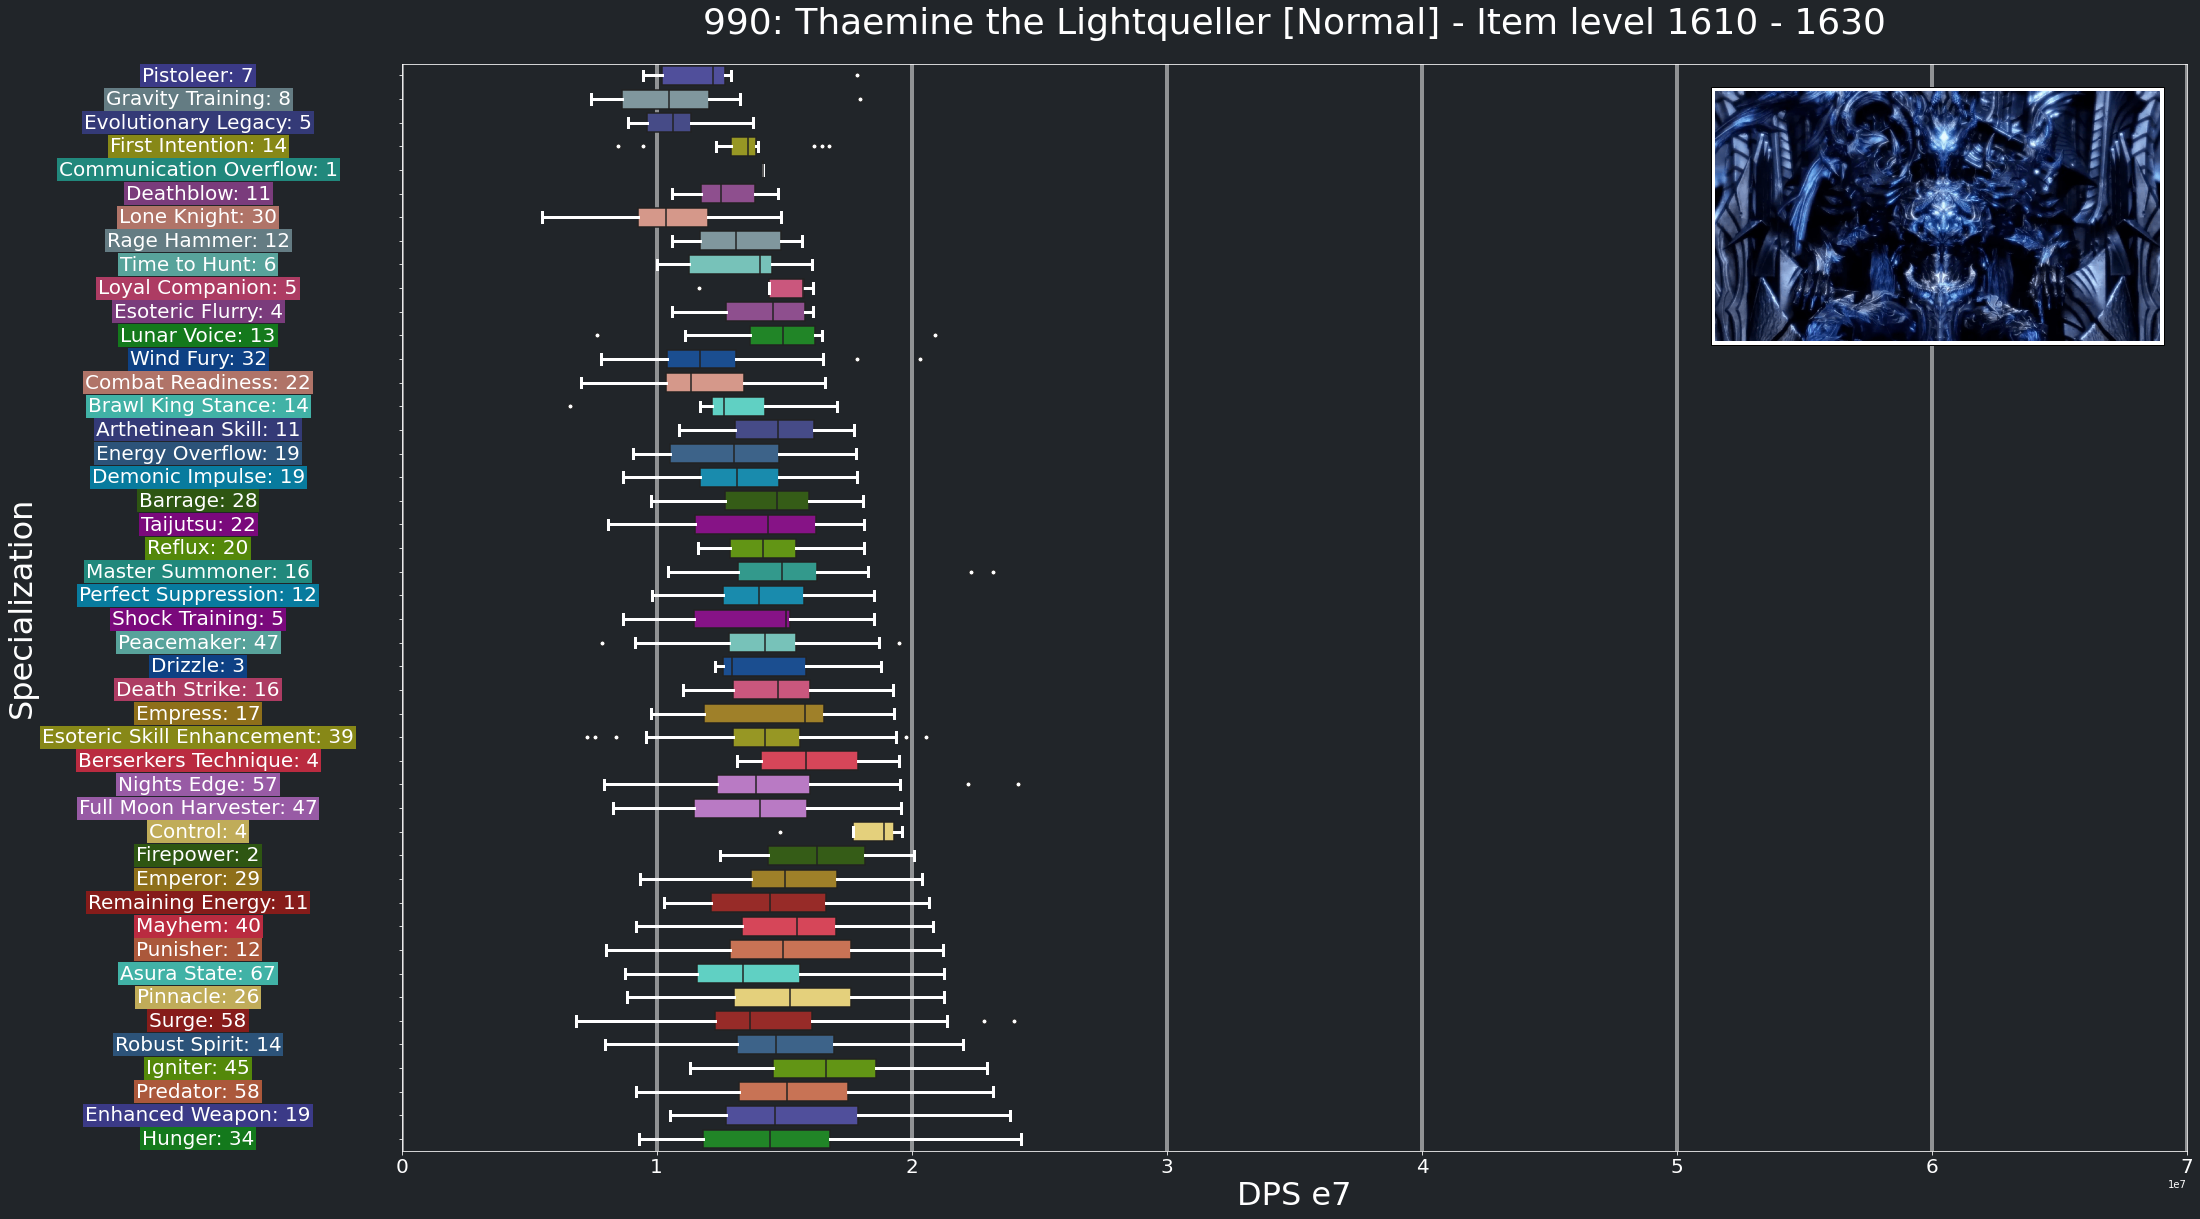 990: Thaemine the Lightqueller [Normal] - Item level 1610 - 1630
Specialization
Pistoleer: 7
Gravity Training: 8
Evolutionary Legacy: 5
First Intention: 14
Communication Overflow: 1
Deathblow: 11
Lone Knight: 30
Rage Hammer: 12
Time to Hunt: 6
Loyal Companion: 5
Esoteric Flurry: 4
Lunar Voice: 13
Wind Fury: 32
Combat Readiness: 22
Brawl King Stance: 14
Arthetinean Skill: 11
Energy Overflow: 19
Demonic Impulse: 19
Barrage: 28
Taijutsu: 22
Reflux: 20
Master Summoner: 16
Perfect Suppression: 12
Shock Training: 5
Peacemaker: 47
Drizzle: 3
Death Strike: 16
Empress: 17
Esoteric Skill Enhancement: 39
Berserkers Technique: 4
Nights Edge: 57
Full Moon Harvester: 47
Control: 4
Firepower: 2
Emperor: 29
Remaining Energy: 11
Mayhem: 40
Punisher: 12
Asura State: 67
Pinnacle: 26
Surge: 58
Robust Spirit: 14
Igniter: 45
Predator: 58
Enhanced Weapon: 19
Hunger: 34
0 1 2 3 4 5 6 7
1e7
DPS e7